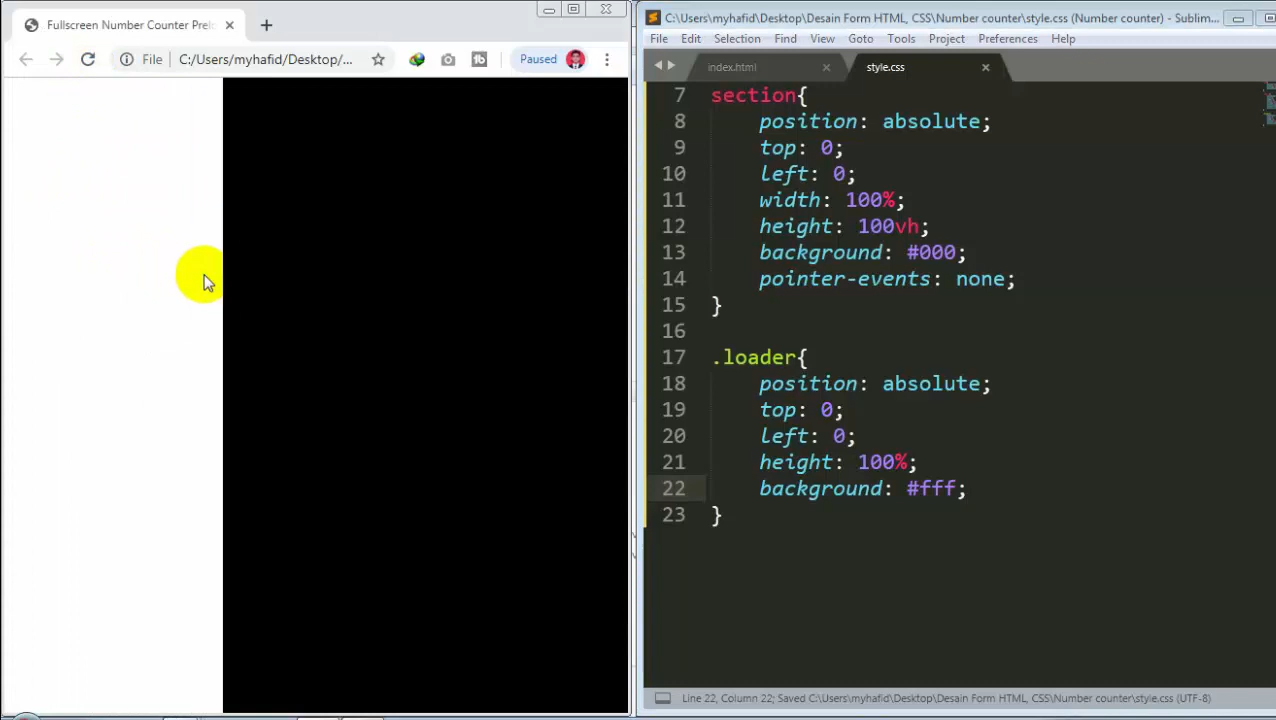 Fullscreen Number Counter Prel
File C:/Users/myhafid/Desktop/... Paused
C:\Users\myhafid\Desktop\Desain Form HTML, CSS\Number counter\style.css (Number counter) - Sublim...
File Edit Selection Find View Goto Tools Project Preferences Help
index.html style.css
7 section{
8 position: absolute;
9 top: 0;
10 left: 0;
11 width: 100%;
12 height: 100vh;
13 background: #000;
14 pointer-events: none;
15 }
16
17 .loader{
18 position: absolute;
19 top: 0;
20 left: 0;
21 height: 100%;
22 background: #fff;
23 }
Line 22, Column 22; Saved C:\Users\myhafid\Desktop\Desain Form HTML, CSS\Number counter\style.css (UTF-8)